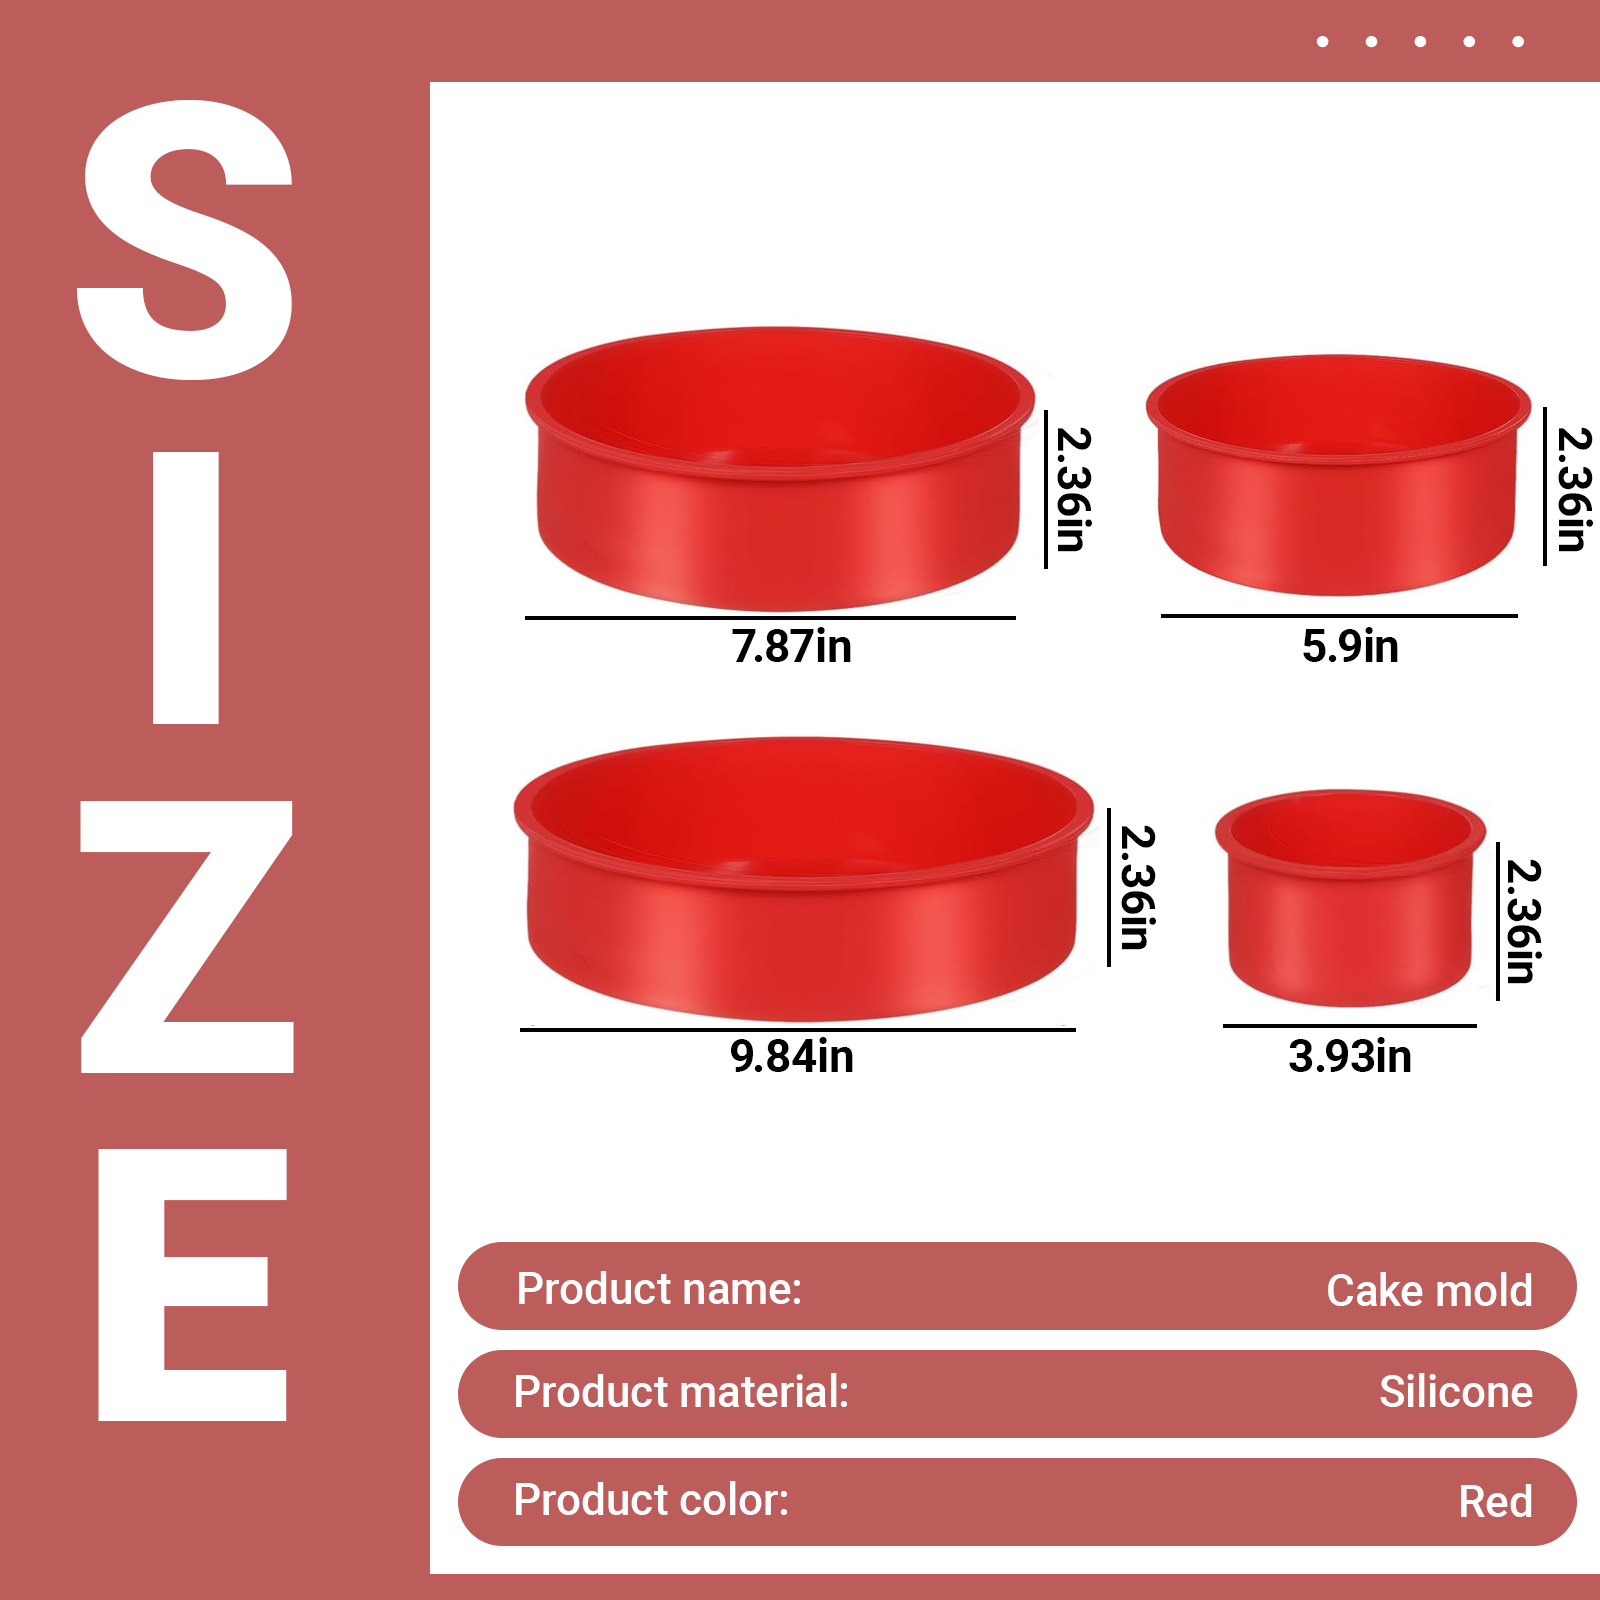 SIZE
2.36in
7.87in
2.36in
5.9in
2.36in
9.84in
2.36in
3.93in
Product name: Cake mold
Product material: Silicone
Product color: Red